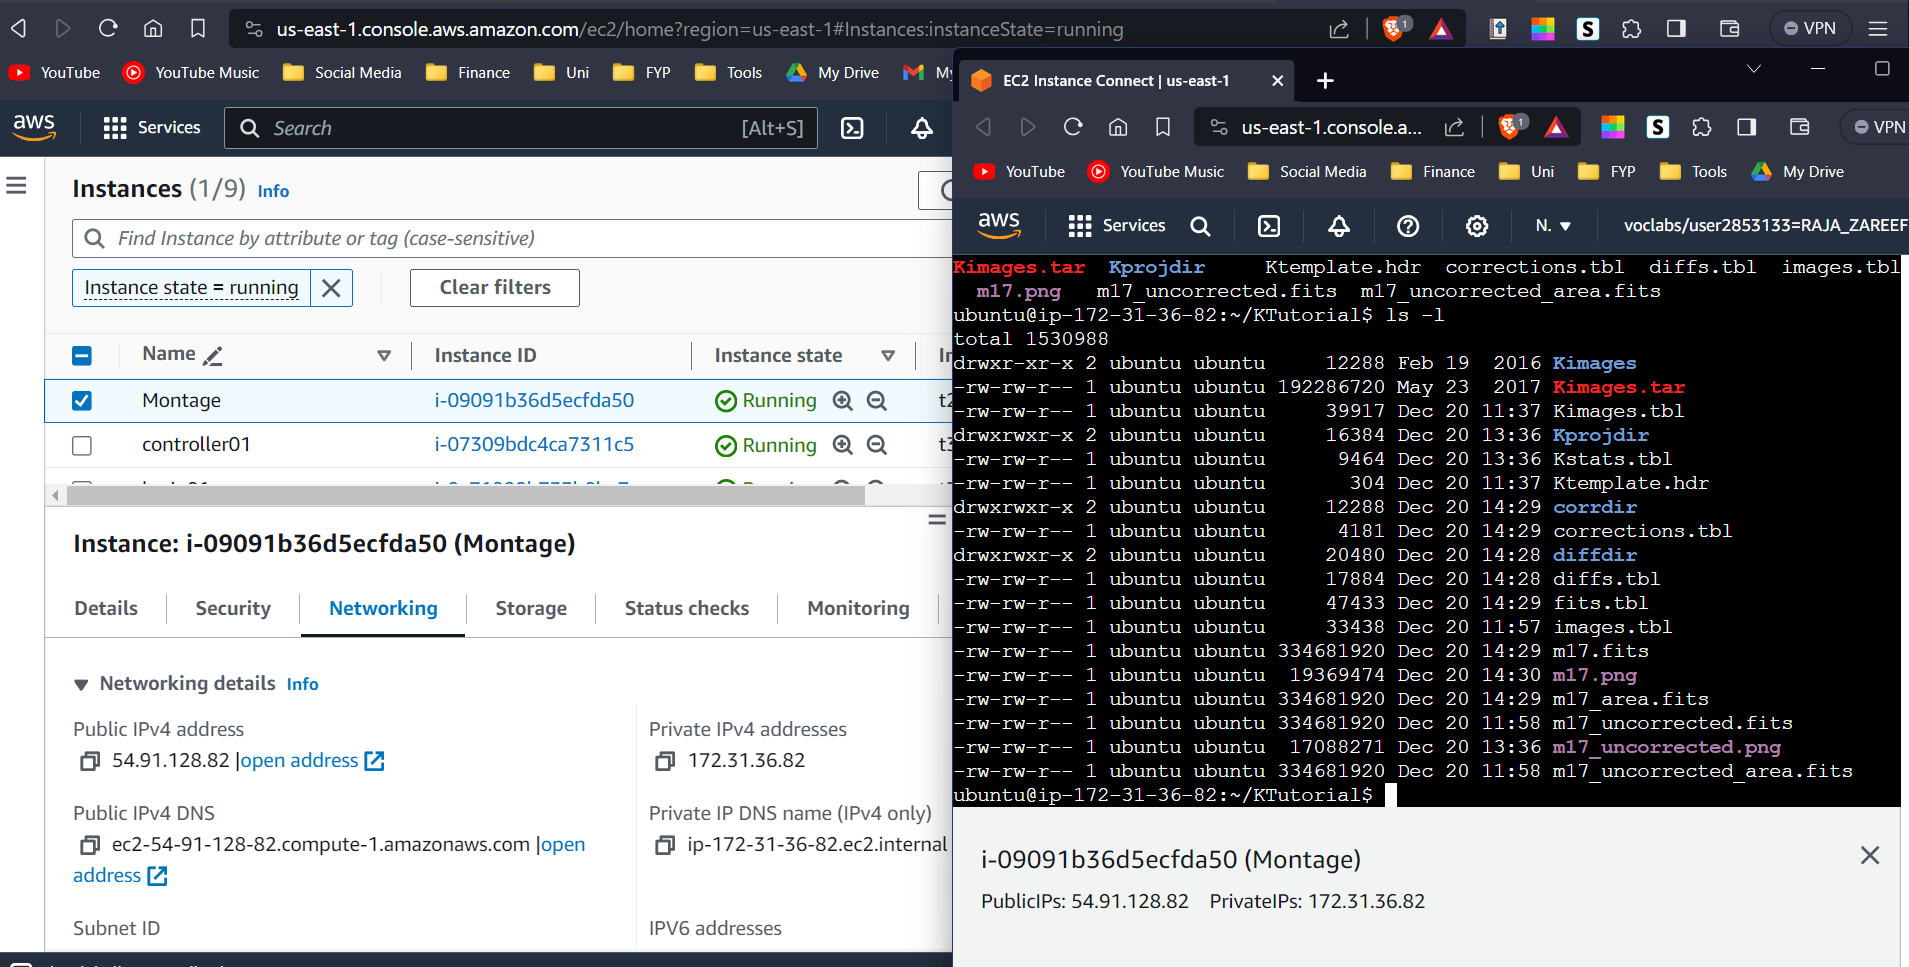 us-east-1.console.aws.amazon.com/ec2/home?region=us-east-1#Instances:instanceState=running
1
VPN
YouTube
YouTube Music
Social Media
Finance
Uni
FYP
Tools
My Drive
aws
Services
Search
[Alt+S]
Instances (1/9) Info
Find Instance by attribute or tag (case-sensitive)
Instance state = running
Clear filters
Name
Instance ID
Instance state
Montage
i-09091b36d5ecfda50
Running
controller01
i-07309bdc4ca7311c5
Running
Instance: i-09091b36d5ecfda50 (Montage)
Details
Security
Networking
Storage
Status checks
Monitoring
Networking details Info
Public IPv4 address
54.91.128.82 |open address
Private IPv4 addresses
172.31.36.82
Public IPv4 DNS
ec2-54-91-128-82.compute-1.amazonaws.com |open
address
Private IP DNS name (IPv4 only)
ip-172-31-36-82.ec2.internal
Subnet ID
IPV6 addresses
EC2 Instance Connect | us-east-1
us-east-1.console.a...
1
VPN
YouTube
YouTube Music
Social Media
Finance
Uni
FYP
Tools
My Drive
aws
Services
N.
voclabs/user2853133=RAJA_ZAREEF
Kimages.tar  Kprojdir     Ktemplate.hdr  corrections.tbl  diffs.tbl  images.tbl
m17.png   m17_uncorrected.fits  m17_uncorrected_area.fits
ubuntu@ip-172-31-36-82:~/KTutorial$ ls -l
total 1530988
drwxr-xr-x 2 ubuntu ubuntu     12288 Feb 19  2016 Kimages
-rw-rw-r-- 1 ubuntu ubuntu 192286720 May 23  2017 Kimages.tar
-rw-rw-r-- 1 ubuntu ubuntu     39917 Dec 20 11:37 Kimages.tbl
drwxrwxr-x 2 ubuntu ubuntu     16384 Dec 20 13:36 Kprojdir
-rw-rw-r-- 1 ubuntu ubuntu      9464 Dec 20 13:36 Kstats.tbl
-rw-rw-r-- 1 ubuntu ubuntu       304 Dec 20 11:37 Ktemplate.hdr
drwxrwxr-x 2 ubuntu ubuntu     12288 Dec 20 14:29 corrdir
-rw-rw-r-- 1 ubuntu ubuntu      4181 Dec 20 14:29 corrections.tbl
drwxrwxr-x 2 ubuntu ubuntu     20480 Dec 20 14:28 diffdir
-rw-rw-r-- 1 ubuntu ubuntu     17884 Dec 20 14:28 diffs.tbl
-rw-rw-r-- 1 ubuntu ubuntu     47433 Dec 20 14:29 fits.tbl
-rw-rw-r-- 1 ubuntu ubuntu     33438 Dec 20 11:57 images.tbl
-rw-rw-r-- 1 ubuntu ubuntu 334681920 Dec 20 14:29 m17.fits
-rw-rw-r-- 1 ubuntu ubuntu  19369474 Dec 20 14:30 m17.png
-rw-rw-r-- 1 ubuntu ubuntu 334681920 Dec 20 14:29 m17_area.fits
-rw-rw-r-- 1 ubuntu ubuntu 334681920 Dec 20 11:58 m17_uncorrected.fits
-rw-rw-r-- 1 ubuntu ubuntu  17088271 Dec 20 13:36 m17_uncorrected.png
-rw-rw-r-- 1 ubuntu ubuntu 334681920 Dec 20 11:58 m17_uncorrected_area.fits
ubuntu@ip-172-31-36-82:~/KTutorial$
i-09091b36d5ecfda50 (Montage)
PublicIPs: 54.91.128.82 PrivateIPs: 172.31.36.82